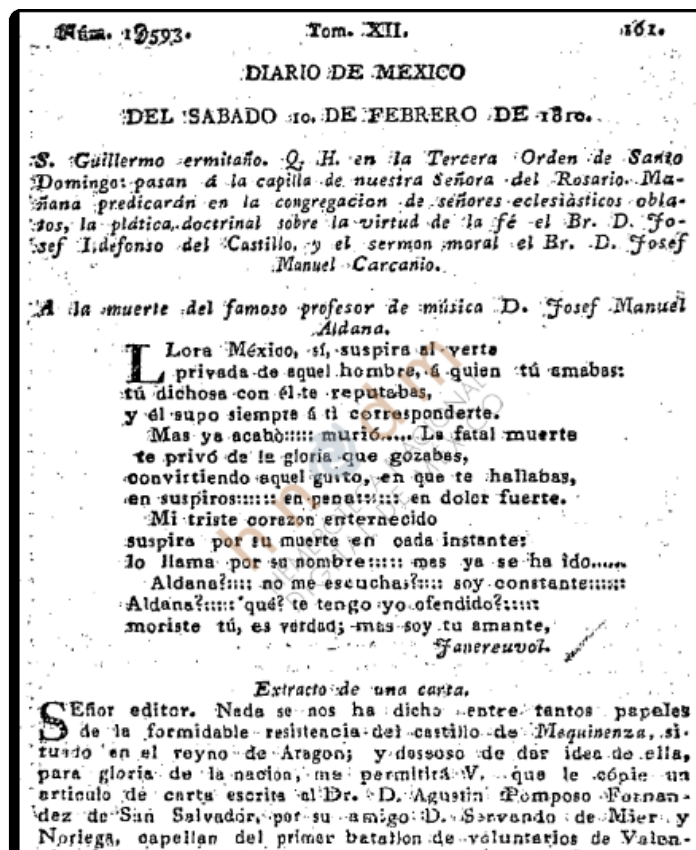 Núm. 1593. Tom. XII. 161.
DIARIO DE MEXICO
DEL SABADO 10. DE FEBRERO DE 1810.
S. Guillermo ermitaño. Q. H. en la Tercera Orden de Santo
Domingo: pasan á la capilla de nuestra Señora del Rosario. Ma-
ñana predicarán en la congregacion de señores eclesiàsticos obla-
tos, la plática doctrinal sobre la virtud de la fé el Br. D. Jo-
sef Ildefonso del Castillo, y el sermon moral el Br. D. Josef
Manuel Carcanio.
A la muerte del famoso profesor de música D. Josef Manuel
Aldana.
LLora México, sí, suspira al verte
privada de aquel hombre, á quien tú amabas:
tú dichosa con él te reputabas,
y él supo siempre á ti corresponderte.
Mas ya acabò::::: murió..... La fatal muerte
te privó de la gloria que gozabas,
convirtiendo aquel gusto, en que te hallabas,
en suspiros:::::: en pena:::::: en dolor fuerte.
Mi triste corazon enternecido
suspira por su muerte en cada instante:
lo llama por su nombre::::: mas ya se ha ido......
Aldana?:::: no me escuchas?:::: soy constante::::::
Aldana?::::: qué? te tengo yo ofendido?:::::
moriste tú, es verdad; mas soy tu amante,
Janereuvol.
Extracto de una carta.
SEñor editor. Nada se nos ha dicho entre tantos papeles
de la formidable resistencia del castillo de Mequinenza, si-
tuado en el reyno de Aragon; y deseoso de dar idea de ella,
para gloria de la nacion, me permitirá V. que le cópie un
articulo de carta escrita al Dr. D. Agustin Pomposo Fernan-
dez de San Salvador, por su amigo D. Servando de Mier y
Noriega, capellan del primer batallon de voluntarios de Valen-
hndm
HEMEROTECA NACIONAL
DIGITAL DE MÉXICO